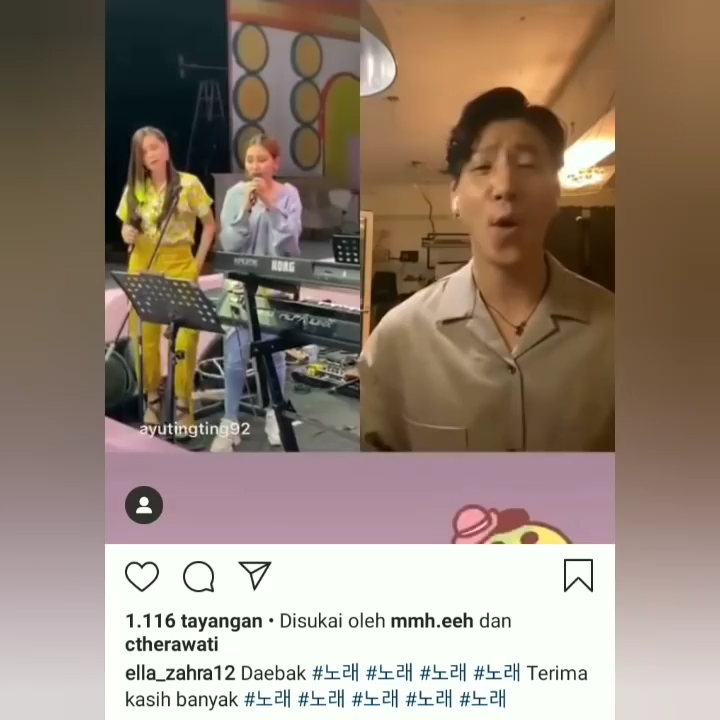 KORG
ayutingting92
1.116 tayangan • Disukai oleh mmh.eeh dan
ctherawati
ella_zahra12 Daebak #노래 #노래 #노래 #노래 Terima
kasih banyak #노래 #노래 #노래 #노래 #노래